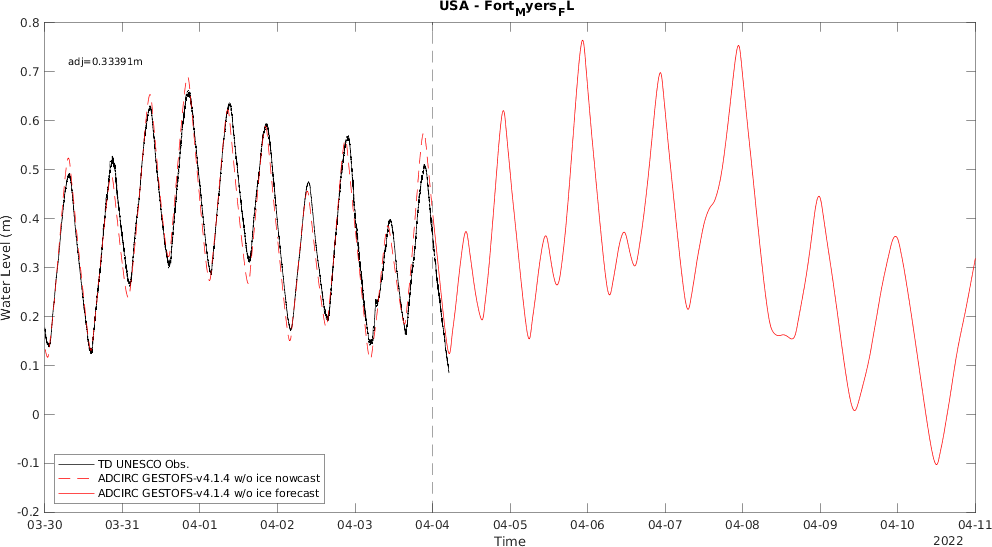 USA - Fort_Myers_FL
adj=0.33391m
0.8
0.7
0.6
0.5
0.4
0.3
0.2
0.1
0
-0.1
-0.2
Water Level (m)
TD UNESCO Obs.
ADCIRC GESTOFS-v4.1.4 w/o ice nowcast
ADCIRC GESTOFS-v4.1.4 w/o ice forecast
03-30 03-31 04-01 04-02 04-03 04-04 04-05 04-06 04-07 04-08 04-09 04-10 04-11
Time
2022